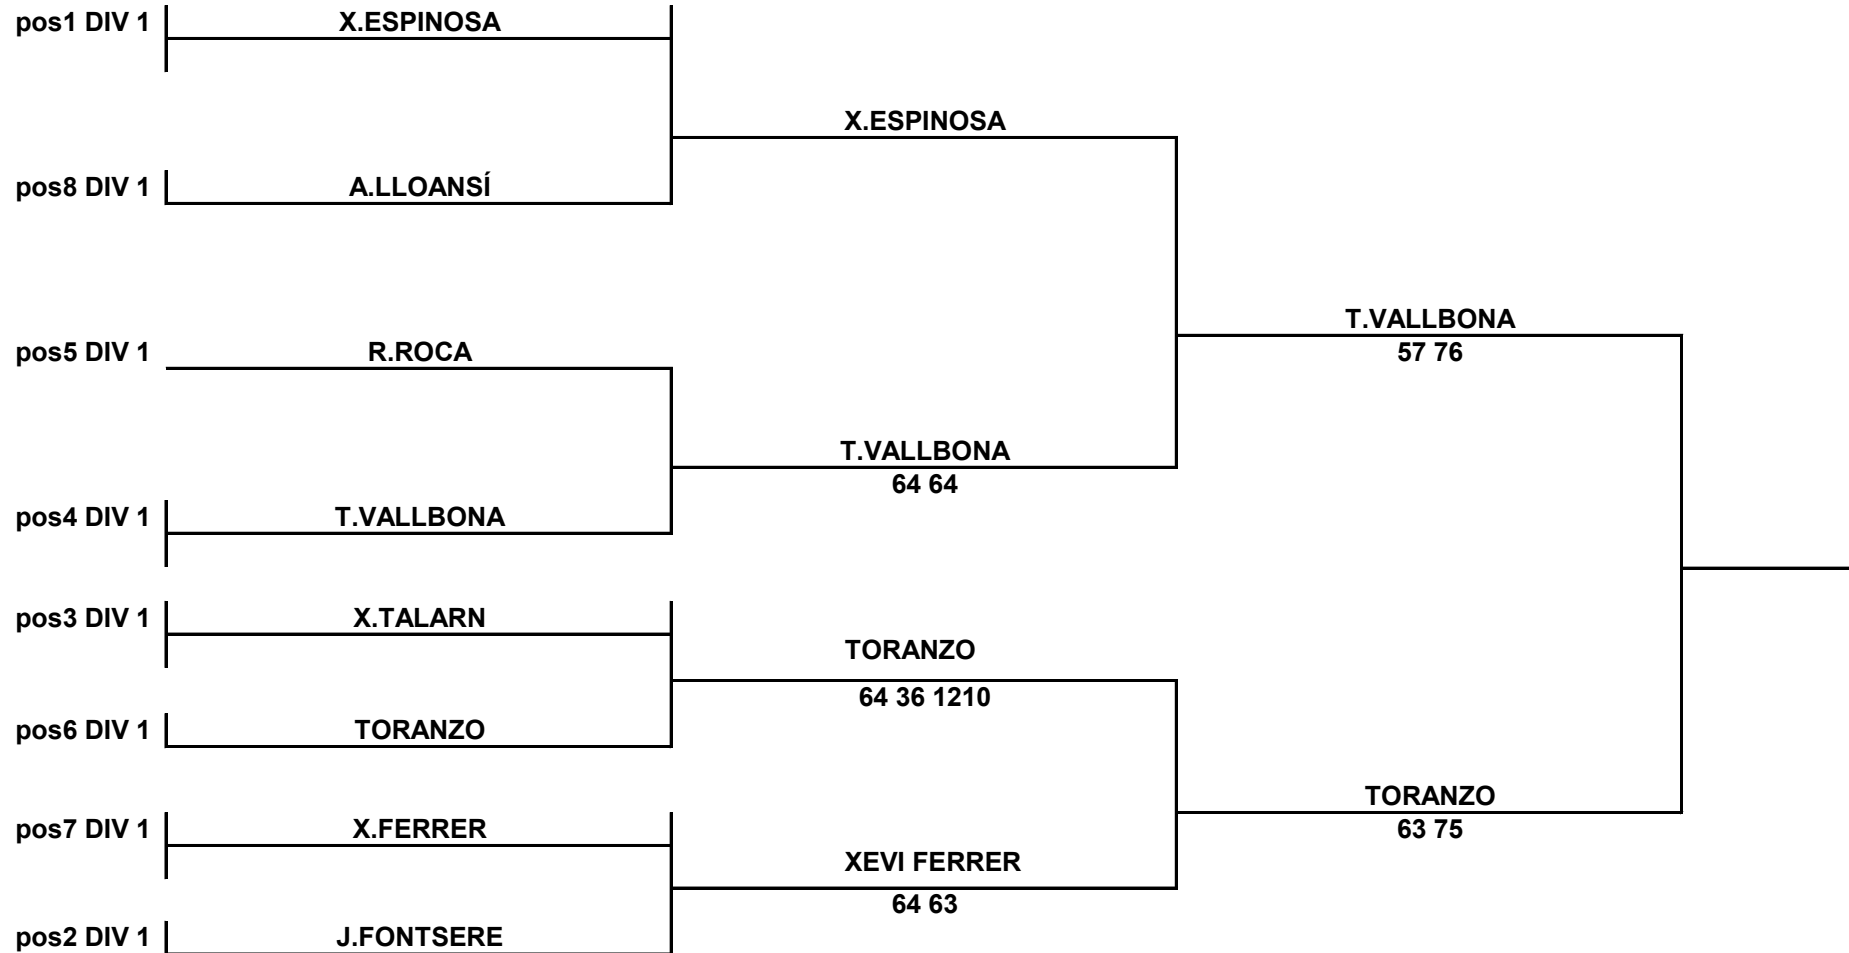 pos1 DIV 1 X.ESPINOSA
X.ESPINOSA
pos8 DIV 1 A.LLOANSÍ
T.VALLBONA
pos5 DIV 1 R.ROCA 57 76
T.VALLBONA
64 64
pos4 DIV 1 T.VALLBONA
pos3 DIV 1 X.TALARN
TORANZO
64 36 1210
pos6 DIV 1 TORANZO
TORANZO
pos7 DIV 1 X.FERRER 63 75
XEVI FERRER
64 63
pos2 DIV 1 J.FONTSERE